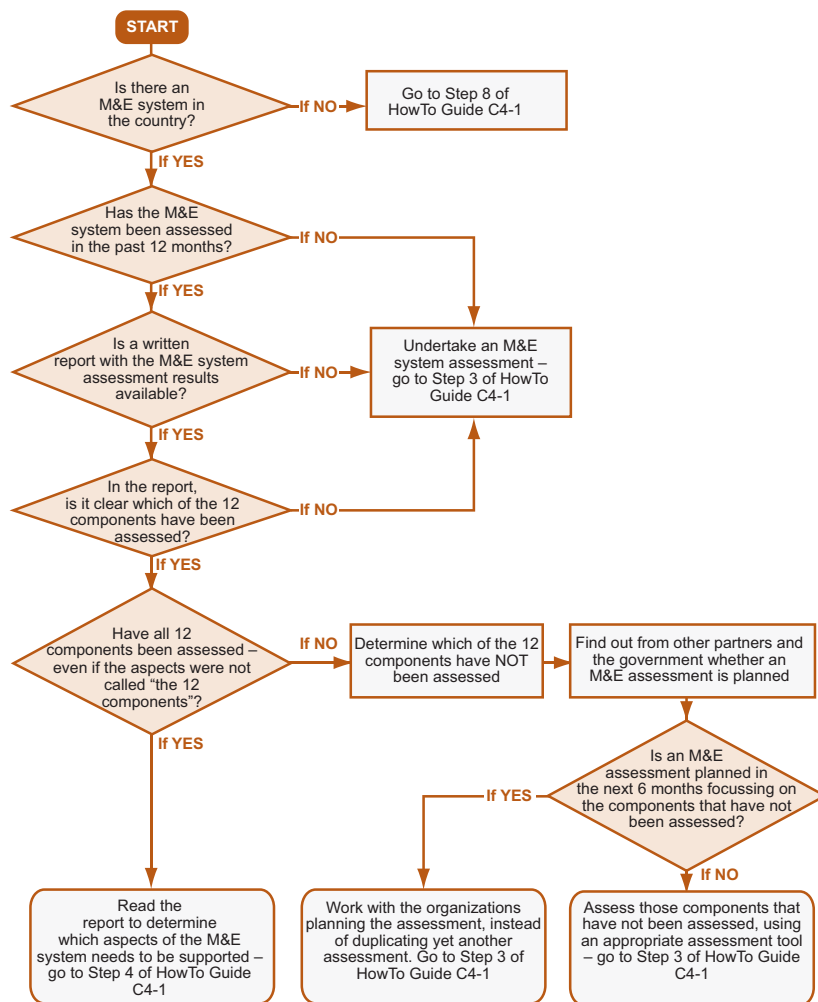 START
Is there an
M&E system in
the country?
If NO
Go to Step 8 of
HowTo Guide C4-1
If YES
Has the M&E
system been assessed
in the past 12 months?
If NO
If YES
Is a written
report with the M&E system
assessment results
available?
If NO
Undertake an M&E
system assessment –
go to Step 3 of HowTo
Guide C4-1
If YES
In the report,
is it clear which of the 12
components have been
assessed?
If NO
If YES
Have all 12
components been assessed –
even if the aspects were not
called “the 12
components”?
If NO
Determine which of the 12
components have NOT
been assessed
Find out from other partners and
the government whether an
M&E assessment is planned
If YES
Is an M&E
assessment planned in
the next 6 months focussing on
the components that have not
been assessed?
If YES
If NO
Read the
report to determine
which aspects of the M&E
system needs to be supported –
go to Step 4 of HowTo Guide
C4-1
Work with the organizations
planning the assessment, instead
of duplicating yet another
assessment. Go to Step 3 of
HowTo Guide C4-1
Assess those components that
have not been assessed, using
an appropriate assessment tool
– go to Step 3 of HowTo Guide
C4-1